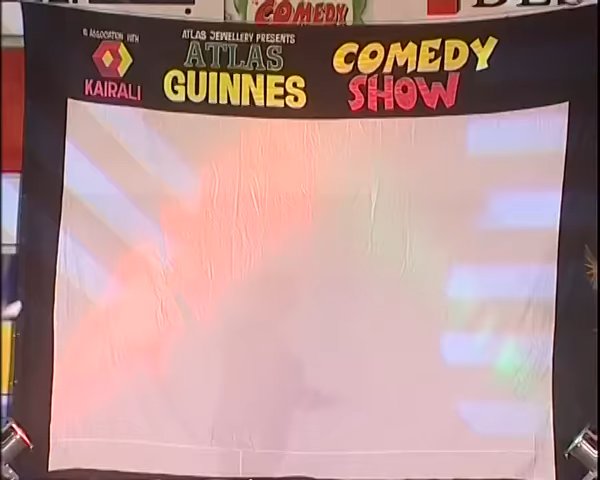 COMEDY
IN ASSOCIATION WITH
KAIRALI
ATLAS JEWELLERY PRESENTS
ATLAS
GUINNES
COMEDY
SHOW